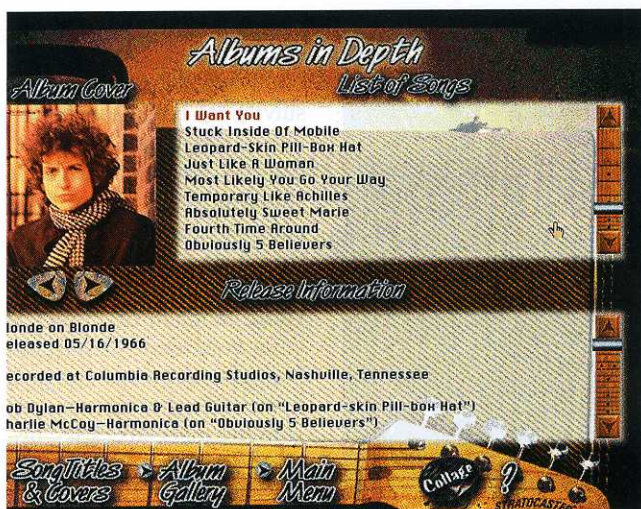 Albums in Depth
Album Cover
List of Songs
I Want You
Stuck Inside Of Mobile
Leopard-Skin Pill-Box Hat
Just Like A Woman
Most Likely You Go Your Way
Temporary Like Achilles
Absolutely Sweet Marie
Fourth Time Around
Obviously 5 Believers
Release Information
londe on Blonde
eleased 05/16/1966
ecorded at Columbia Recording Studios, Nashville, Tennessee
ob Dylan—Harmonica & Lead Guitar (on "Leopard-skin Pill-box Hat")
harlie McCoy—Harmonica (on "Obviously 5 Believers")
Song Titles & Covers
Album Gallery
Main Menu
Collage
?
STRATOCASTER